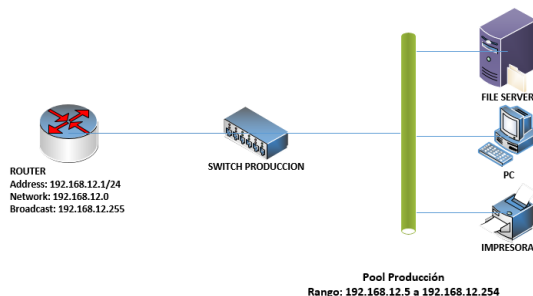 FILE SERVER
SWITCH PRODUCCION
PC
ROUTER
Address: 192.168.12.1/24
Network: 192.168.12.0
Broadcast: 192.168.12.255
IMPRESORA
Pool Producción
Rango: 192.168.12.5 a 192.168.12.254